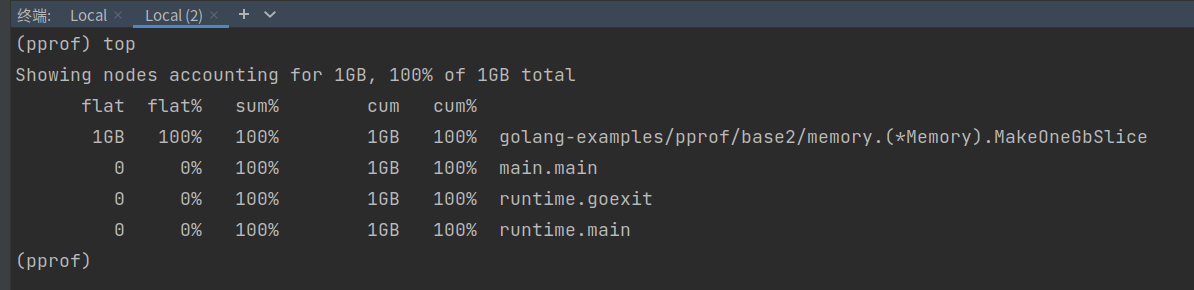 终端: Local × Local (2) × +
(pprof) top
Showing nodes accounting for 1GB, 100% of 1GB total
flat flat% sum% cum cum%
1GB 100% 100% 1GB 100% golang-examples/pprof/base2/memory.(*Memory).MakeOneGbSlice
0 0% 100% 1GB 100% main.main
0 0% 100% 1GB 100% runtime.goexit
0 0% 100% 1GB 100% runtime.main
(pprof)